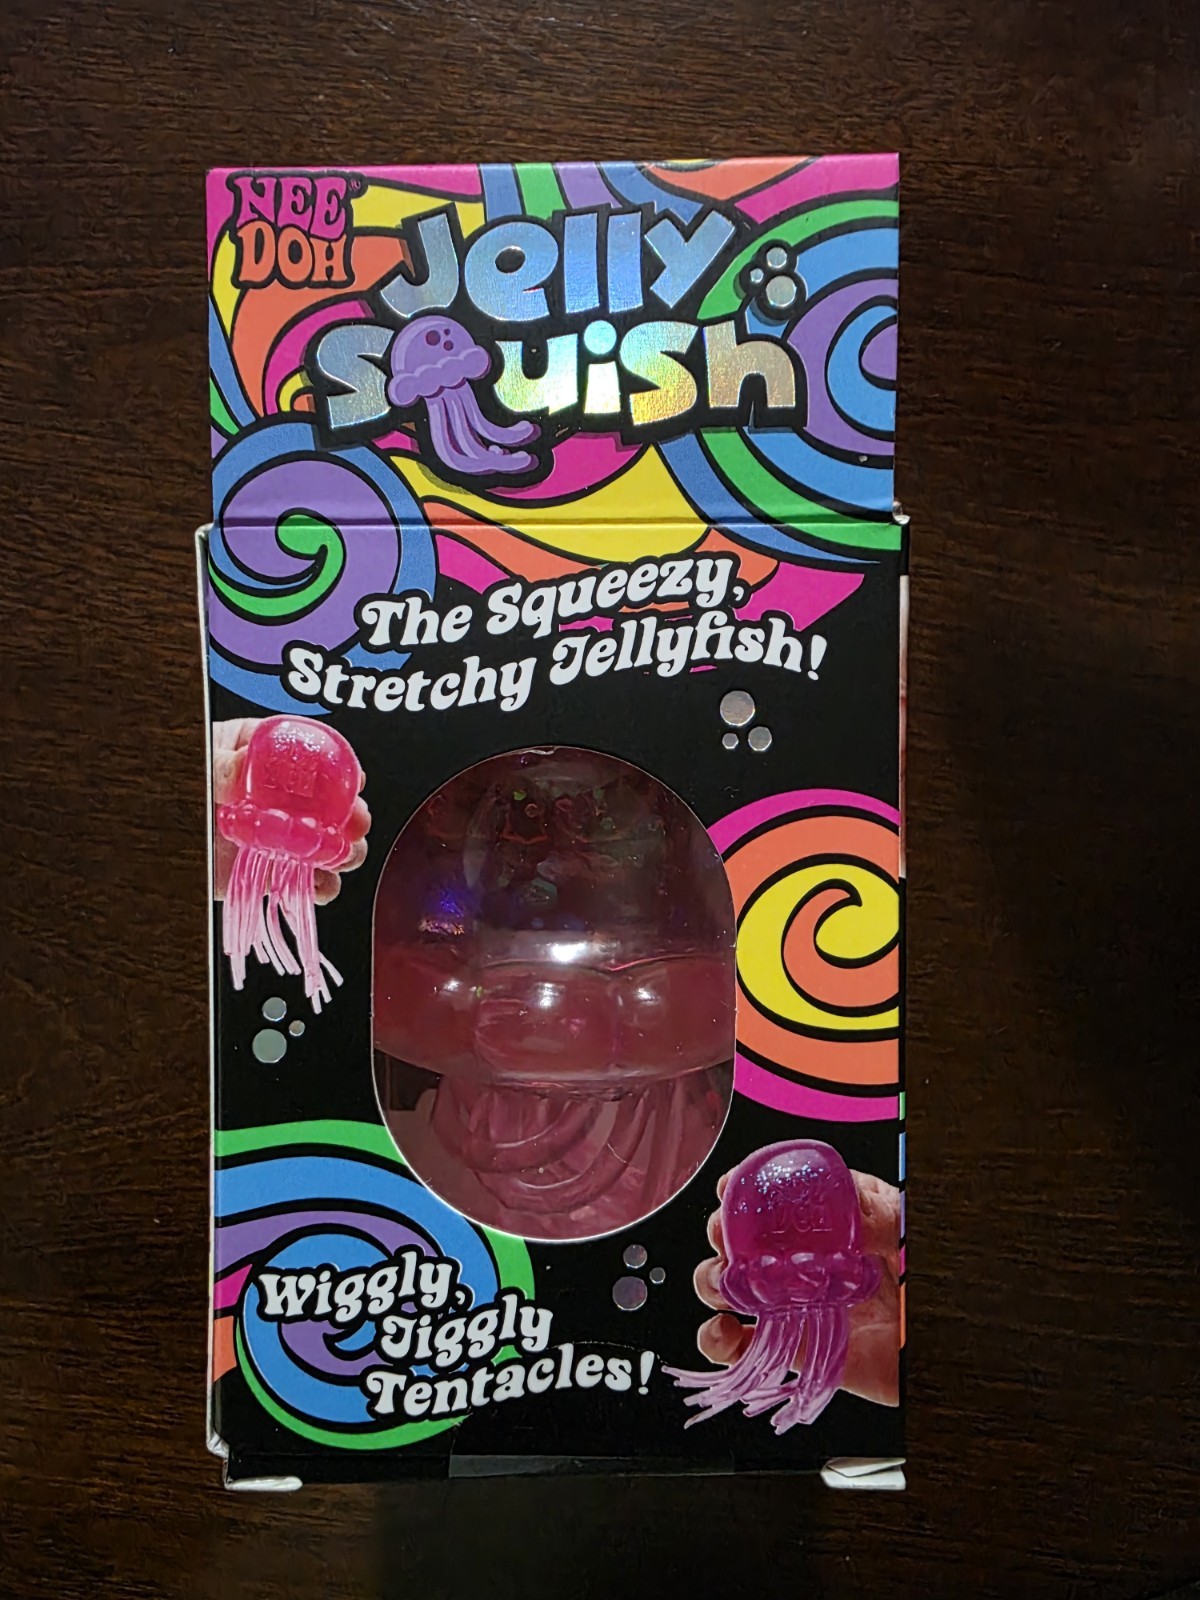 NEE
DOH
Jelly
Squish
The Squeezy,
Stretchy Jellyfish!
Wiggly,
Jiggly
Tentacles!